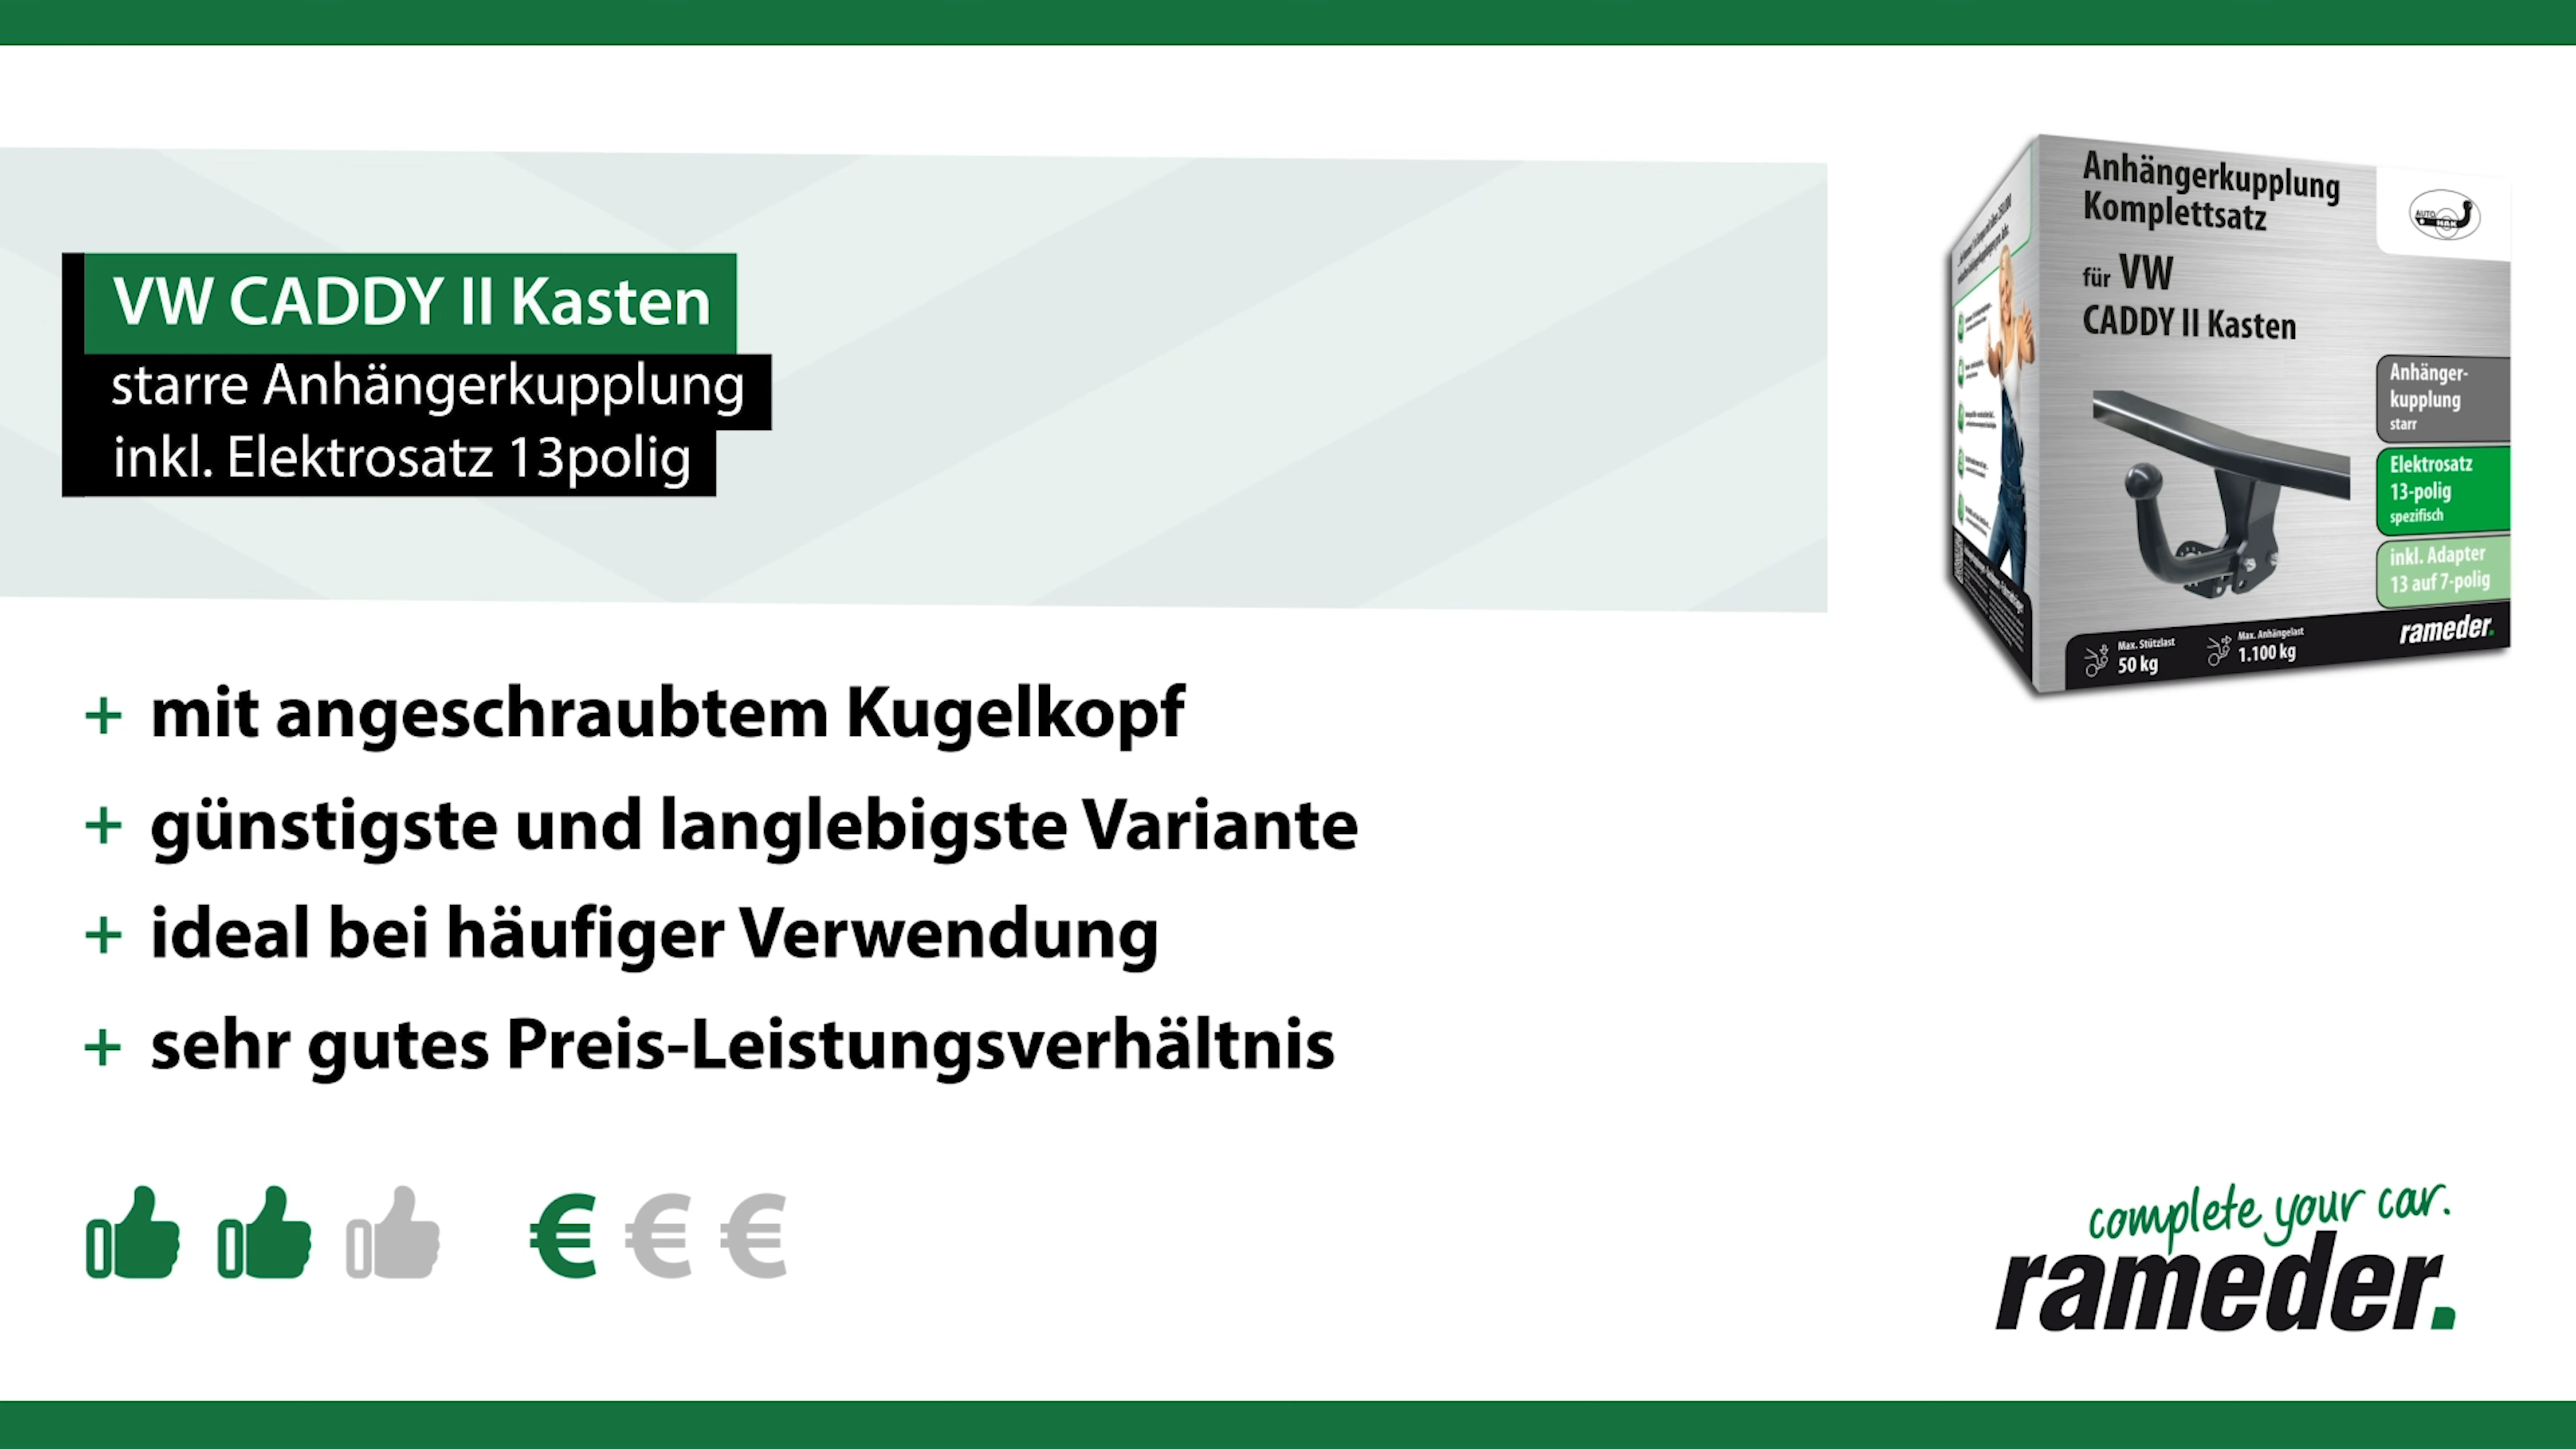 VW CADDY II Kasten
starre Anhängerkupplung
inkl. Elektrosatz 13polig
Anhängerkupplung
Komplettsatz
für VW
CADDY II Kasten
AUTO
HAK
Anhänger-
kupplung
starr
Elektrosatz
13-polig
spezifisch
inkl. Adapter
13 auf 7-polig
Max. Stützlast
50 kg
Max. Anhängelast
1.100 kg
rameder.
+ mit angeschraubtem Kugelkopf
+ günstigste und langlebigste Variante
+ ideal bei häufiger Verwendung
+ sehr gutes Preis-Leistungsverhältnis
€ € €
complete your car.
rameder.